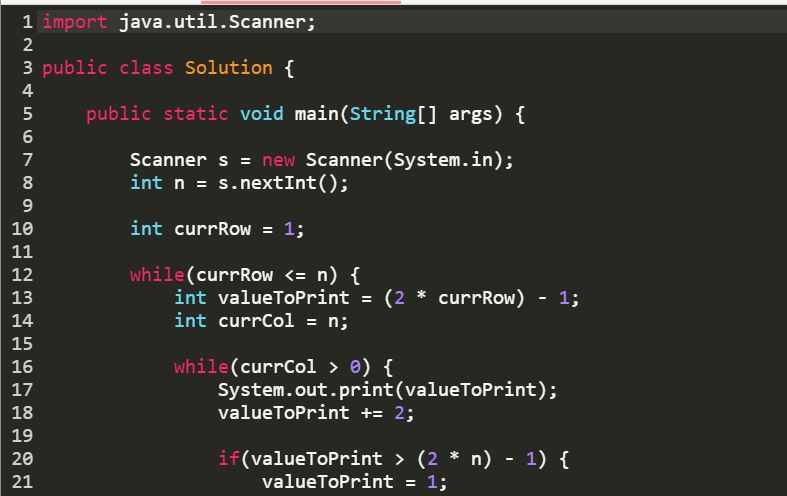 1 import java.util.Scanner;
2
3 public class Solution {
4
5     public static void main(String[] args) {
6
7         Scanner s = new Scanner(System.in);
8         int n = s.nextInt();
9
10         int currRow = 1;
11
12         while(currRow <= n) {
13             int valueToPrint = (2 * currRow) - 1;
14             int currCol = n;
15
16             while(currCol > 0) {
17                 System.out.print(valueToPrint);
18                 valueToPrint += 2;
19
20                 if(valueToPrint > (2 * n) - 1) {
21                     valueToPrint = 1;